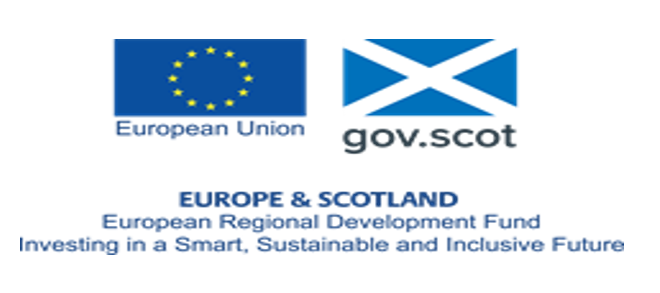 European Union
gov.scot
EUROPE & SCOTLAND
European Regional Development Fund
Investing in a Smart, Sustainable and Inclusive Future